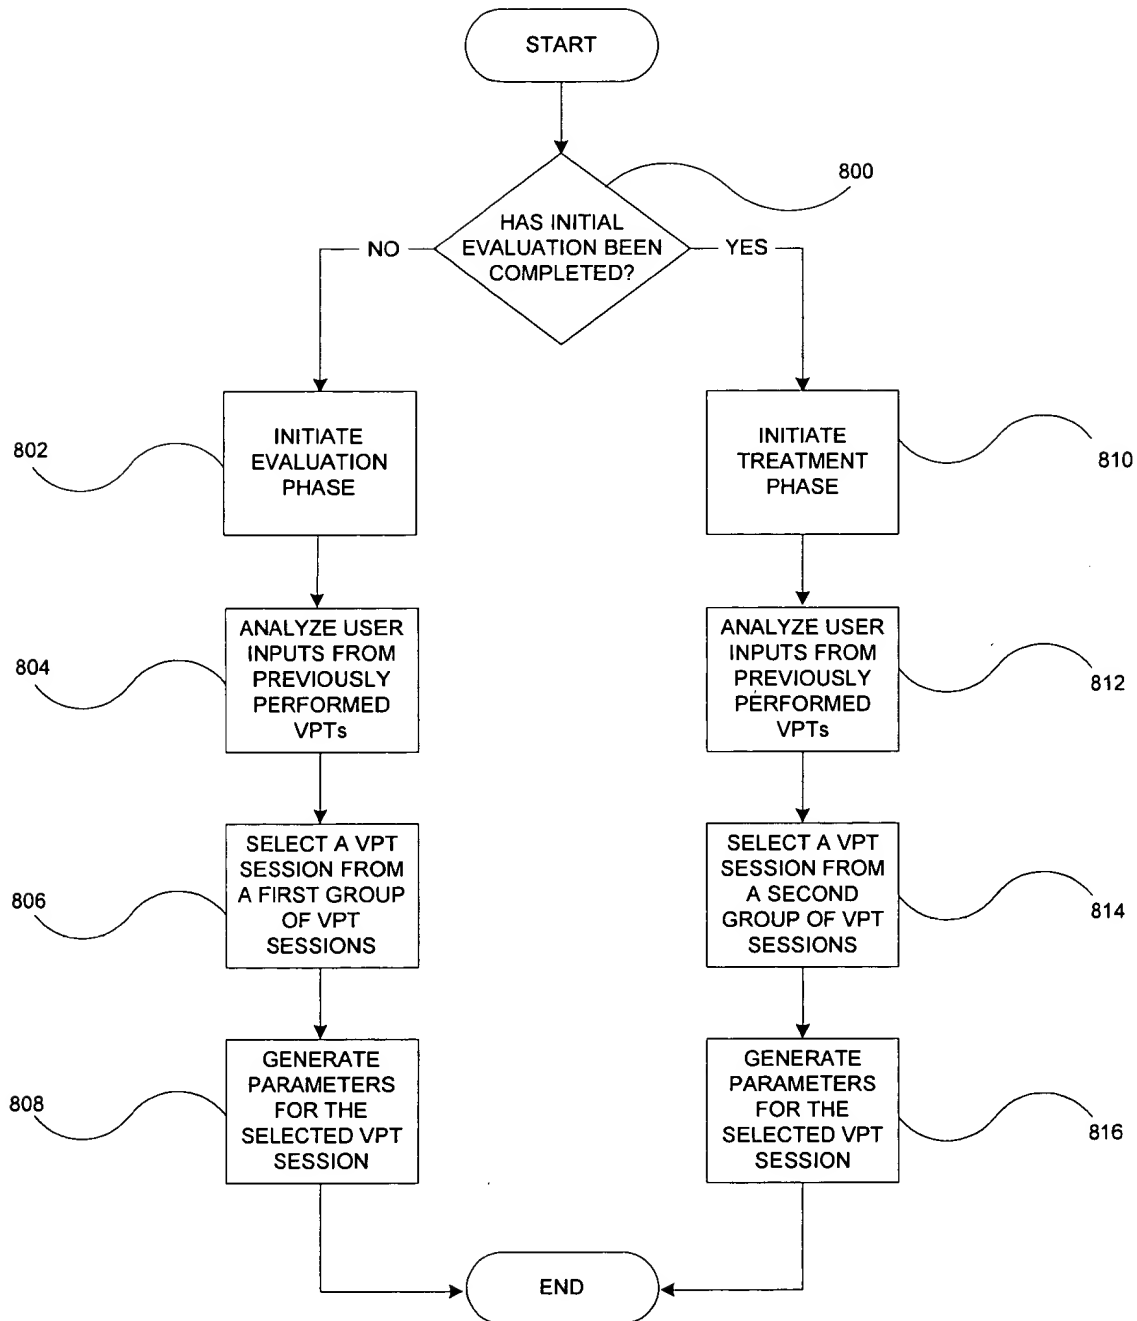 START
800
HAS INITIAL
EVALUATION BEEN
COMPLETED?
NO
YES
802
INITIATE
EVALUATION
PHASE
INITIATE
TREATMENT
PHASE
810
804
ANALYZE USER
INPUTS FROM
PREVIOUSLY
PERFORMED
VPTs
ANALYZE USER
INPUTS FROM
PREVIOUSLY
PERFORMED
VPTs
812
806
SELECT A VPT
SESSION FROM
A FIRST GROUP
OF VPT
SESSIONS
SELECT A VPT
SESSION FROM
A SECOND
GROUP OF VPT
SESSIONS
814
808
GENERATE
PARAMETERS
FOR THE
SELECTED VPT
SESSION
GENERATE
PARAMETERS
FOR THE
SELECTED VPT
SESSION
816
END